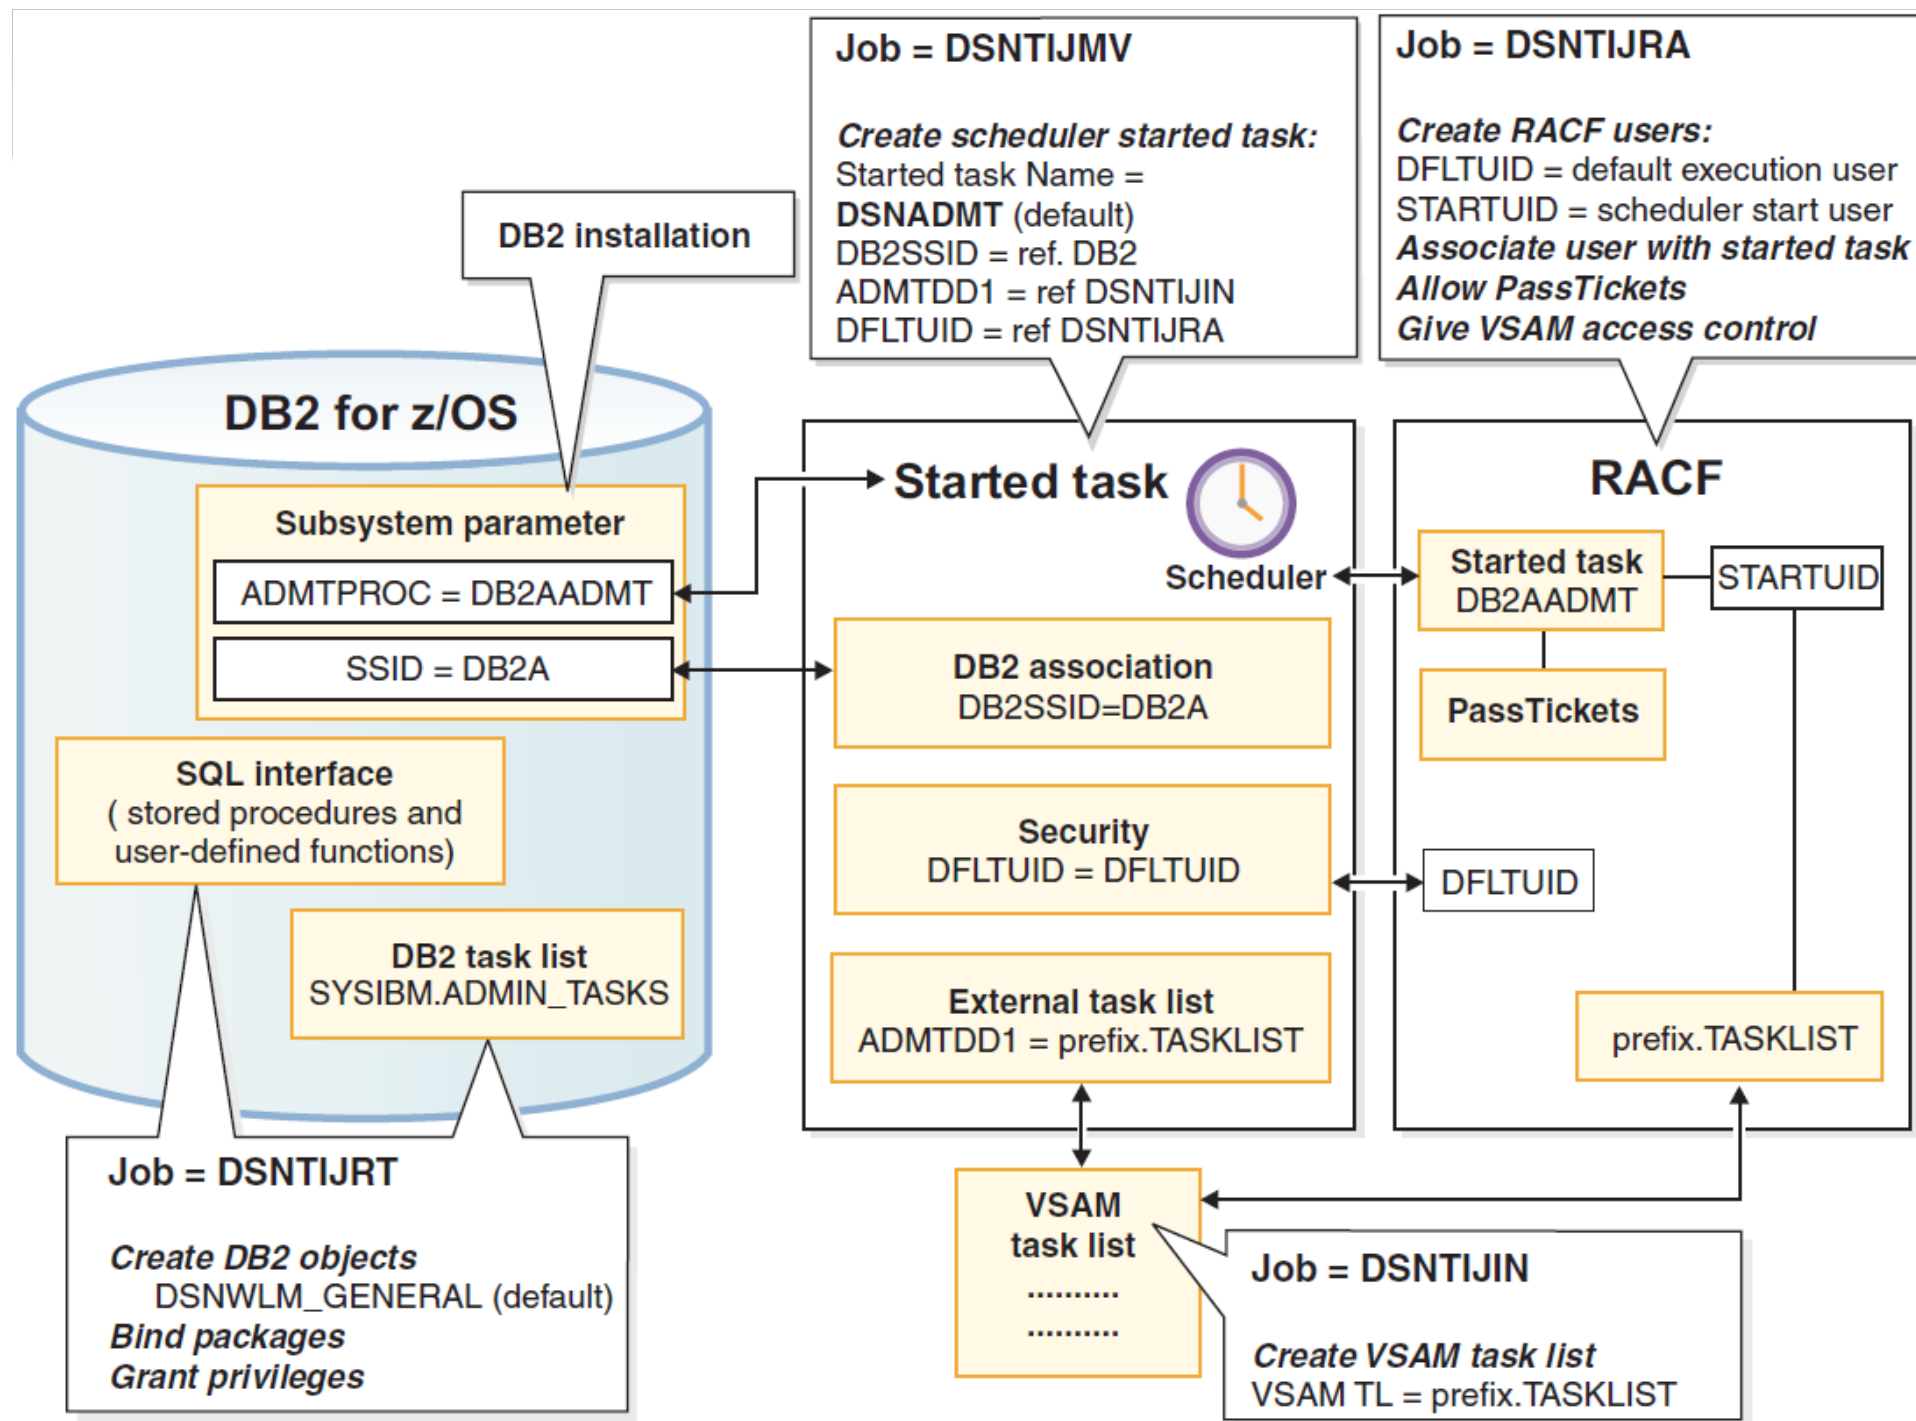 Job = DSNTIJMV
Create scheduler started task:
Started task Name =
DSNADMT (default)
DB2SSID = ref. DB2
ADMTDD1 = ref DSNTIJIN
DFLTUID = ref DSNTIJRA
Job = DSNTIJRA
Create RACF users:
DFLTUID = default execution user
STARTUID = scheduler start user
Associate user with started task
Allow PassTickets
Give VSAM access control
DB2 installation
DB2 for z/OS
Subsystem parameter
ADMTPROC = DB2AADMT
SSID = DB2A
SQL interface
( stored procedures and
user-defined functions)
DB2 task list
SYSIBM.ADMIN_TASKS
Job = DSNTIJRT
Create DB2 objects
DSNWLM_GENERAL (default)
Bind packages
Grant privileges
Started task
Scheduler
DB2 association
DB2SSID=DB2A
Security
DFLTUID = DFLTUID
External task list
ADMTDD1 = prefix.TASKLIST
RACF
Started task
DB2AADMT
STARTUID
PassTickets
DFLTUID
prefix.TASKLIST
VSAM
task list
..........
..........
Job = DSNTIJIN
Create VSAM task list
VSAM TL = prefix.TASKLIST